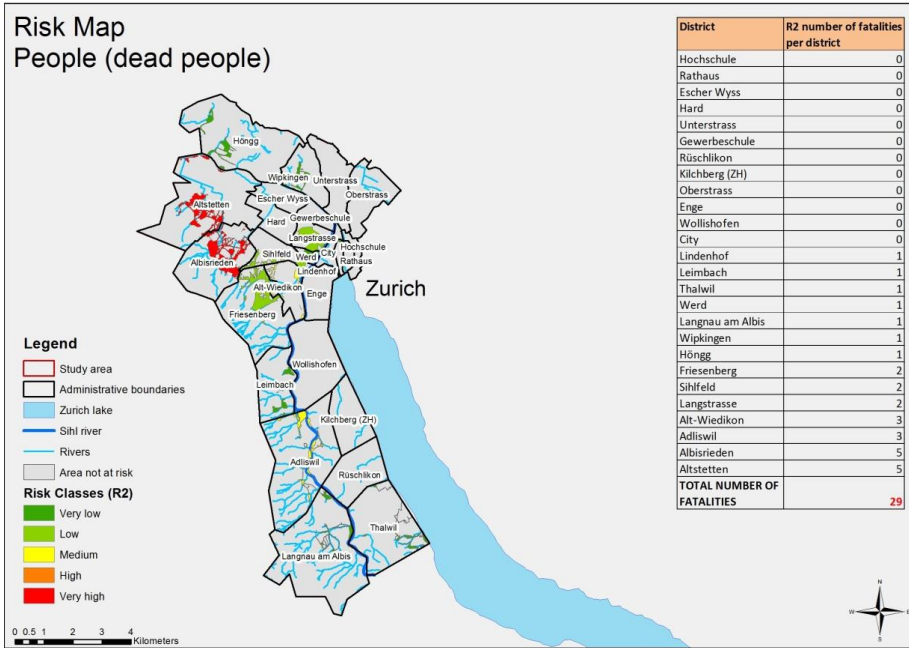 Risk Map
People (dead people)
District R2 number of fatalities per district
Hochschule 0
Rathaus 0
Escher Wyss 0
Hard 0
Unterstrass 0
Gewerbeschule 0
Rüschlikon 0
Kilchberg (ZH) 0
Oberstrass 0
Enge 0
Wollishofen 0
City 0
Lindenhof 1
Leimbach 1
Thalwil 1
Werd 1
Langnau am Albis 1
Wipkingen 1
Höngg 1
Friesenberg 2
Sihlfeld 2
Langstrasse 2
Alt-Wiedikon 3
Adliswil 3
Albisrieden 5
Altstetten 5
TOTAL NUMBER OF
FATALITIES 29
Höngg
Wipkingen
Unterstrass
Oberstrass
Escher Wyss
Altstetten
Gewerbeschule
Hard
Langstrasse
Hochschule
Sihlfeld
Werd
City
Rathaus
Albisrieden
Lindenhof
Alt-Wiedikon
Enge
Zurich
Friesenberg
Wollishofen
Leimbach
Kilchberg (ZH)
Adliswil
Rüschlikon
Thalwil
Langnau am Albis
Legend
Study area
Administrative boundaries
Zurich lake
Sihl river
Rivers
Area not at risk
Risk Classes (R2)
Very low
Low
Medium
High
Very high
0 0.5 1 2 3 4
Kilometers
N
W E
S